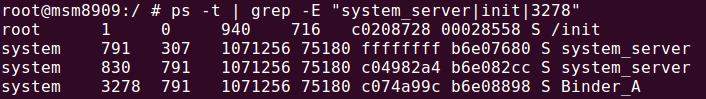 root@msm8909:/ # ps -t | grep -E "system_server|init|3278"
root 1 0 940 716 c0208728 00028558 S /init
system 791 307 1071256 75180 ffffffff b6e07680 S system_server
system 830 791 1071256 75180 c04982a4 b6e082cc S system_server
system 3278 791 1071256 75180 c074a99c b6e08898 S Binder_A